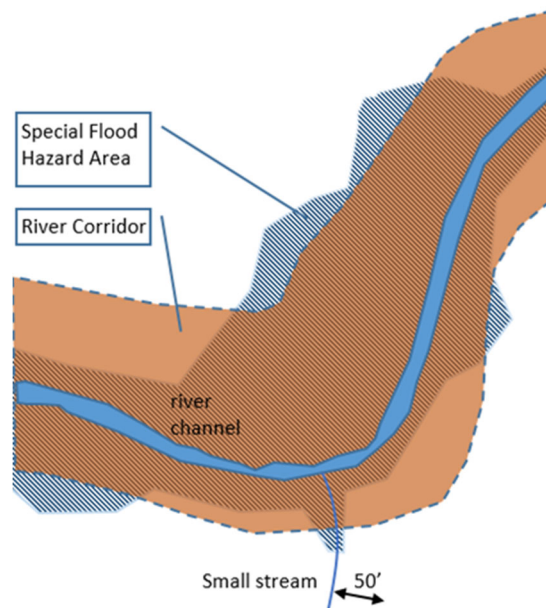 Special Flood
Hazard Area
River Corridor
river
channel
Small stream
50'